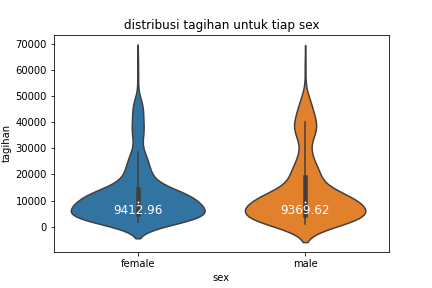 distribusi tagihan untuk tiap sex
70000
60000
50000
40000
30000
20000
10000
0
tagihan
9412.96
9369.62
female
male
sex